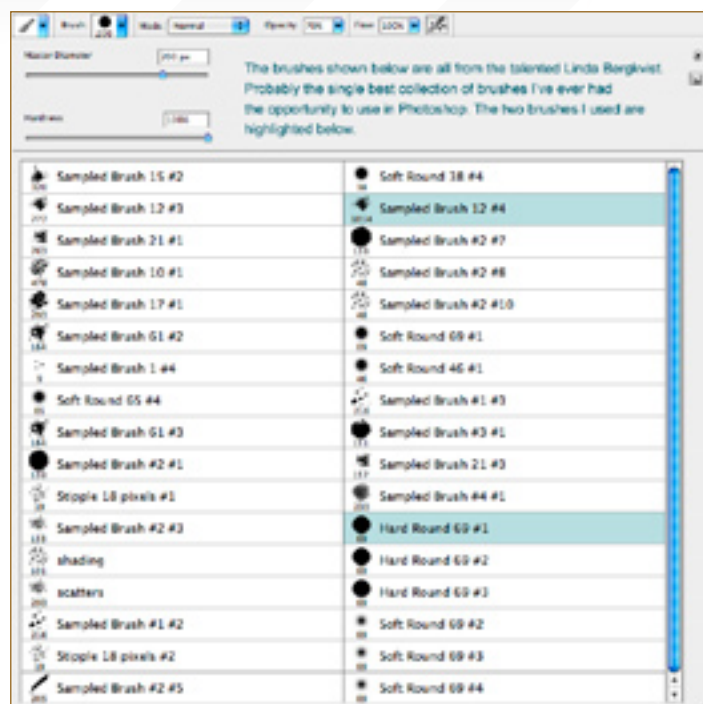 Brush: Mode: Normal Opacity: 70% Flow: 100%
Master Diameter
Hardness
The brushes shown below are all from the talented Linda Bergkvist.
Probably the single best collection of brushes I've ever had
the opportunity to use in Photoshop. The two brushes I used are
highlighted below.
Sampled Brush 15 #2
Sampled Brush 12 #3
Sampled Brush 21 #1
Sampled Brush 10 #1
Sampled Brush 17 #1
Sampled Brush 61 #2
Sampled Brush 1 #4
Soft Round 65 #4
Sampled Brush 61 #3
Sampled Brush #2 #1
Stipple 18 pixels #1
Sampled Brush #2 #3
shading
scatters
Sampled Brush #1 #2
Stipple 18 pixels #2
Sampled Brush #2 #5
Soft Round 38 #4
Sampled Brush 12 #4
Sampled Brush #2 #7
Sampled Brush #2 #8
Sampled Brush #2 #10
Soft Round 69 #1
Soft Round 46 #1
Sampled Brush #1 #3
Sampled Brush #3 #1
Sampled Brush 21 #3
Sampled Brush #4 #1
Hard Round 69 #1
Hard Round 69 #2
Hard Round 69 #3
Soft Round 69 #2
Soft Round 69 #3
Soft Round 69 #4